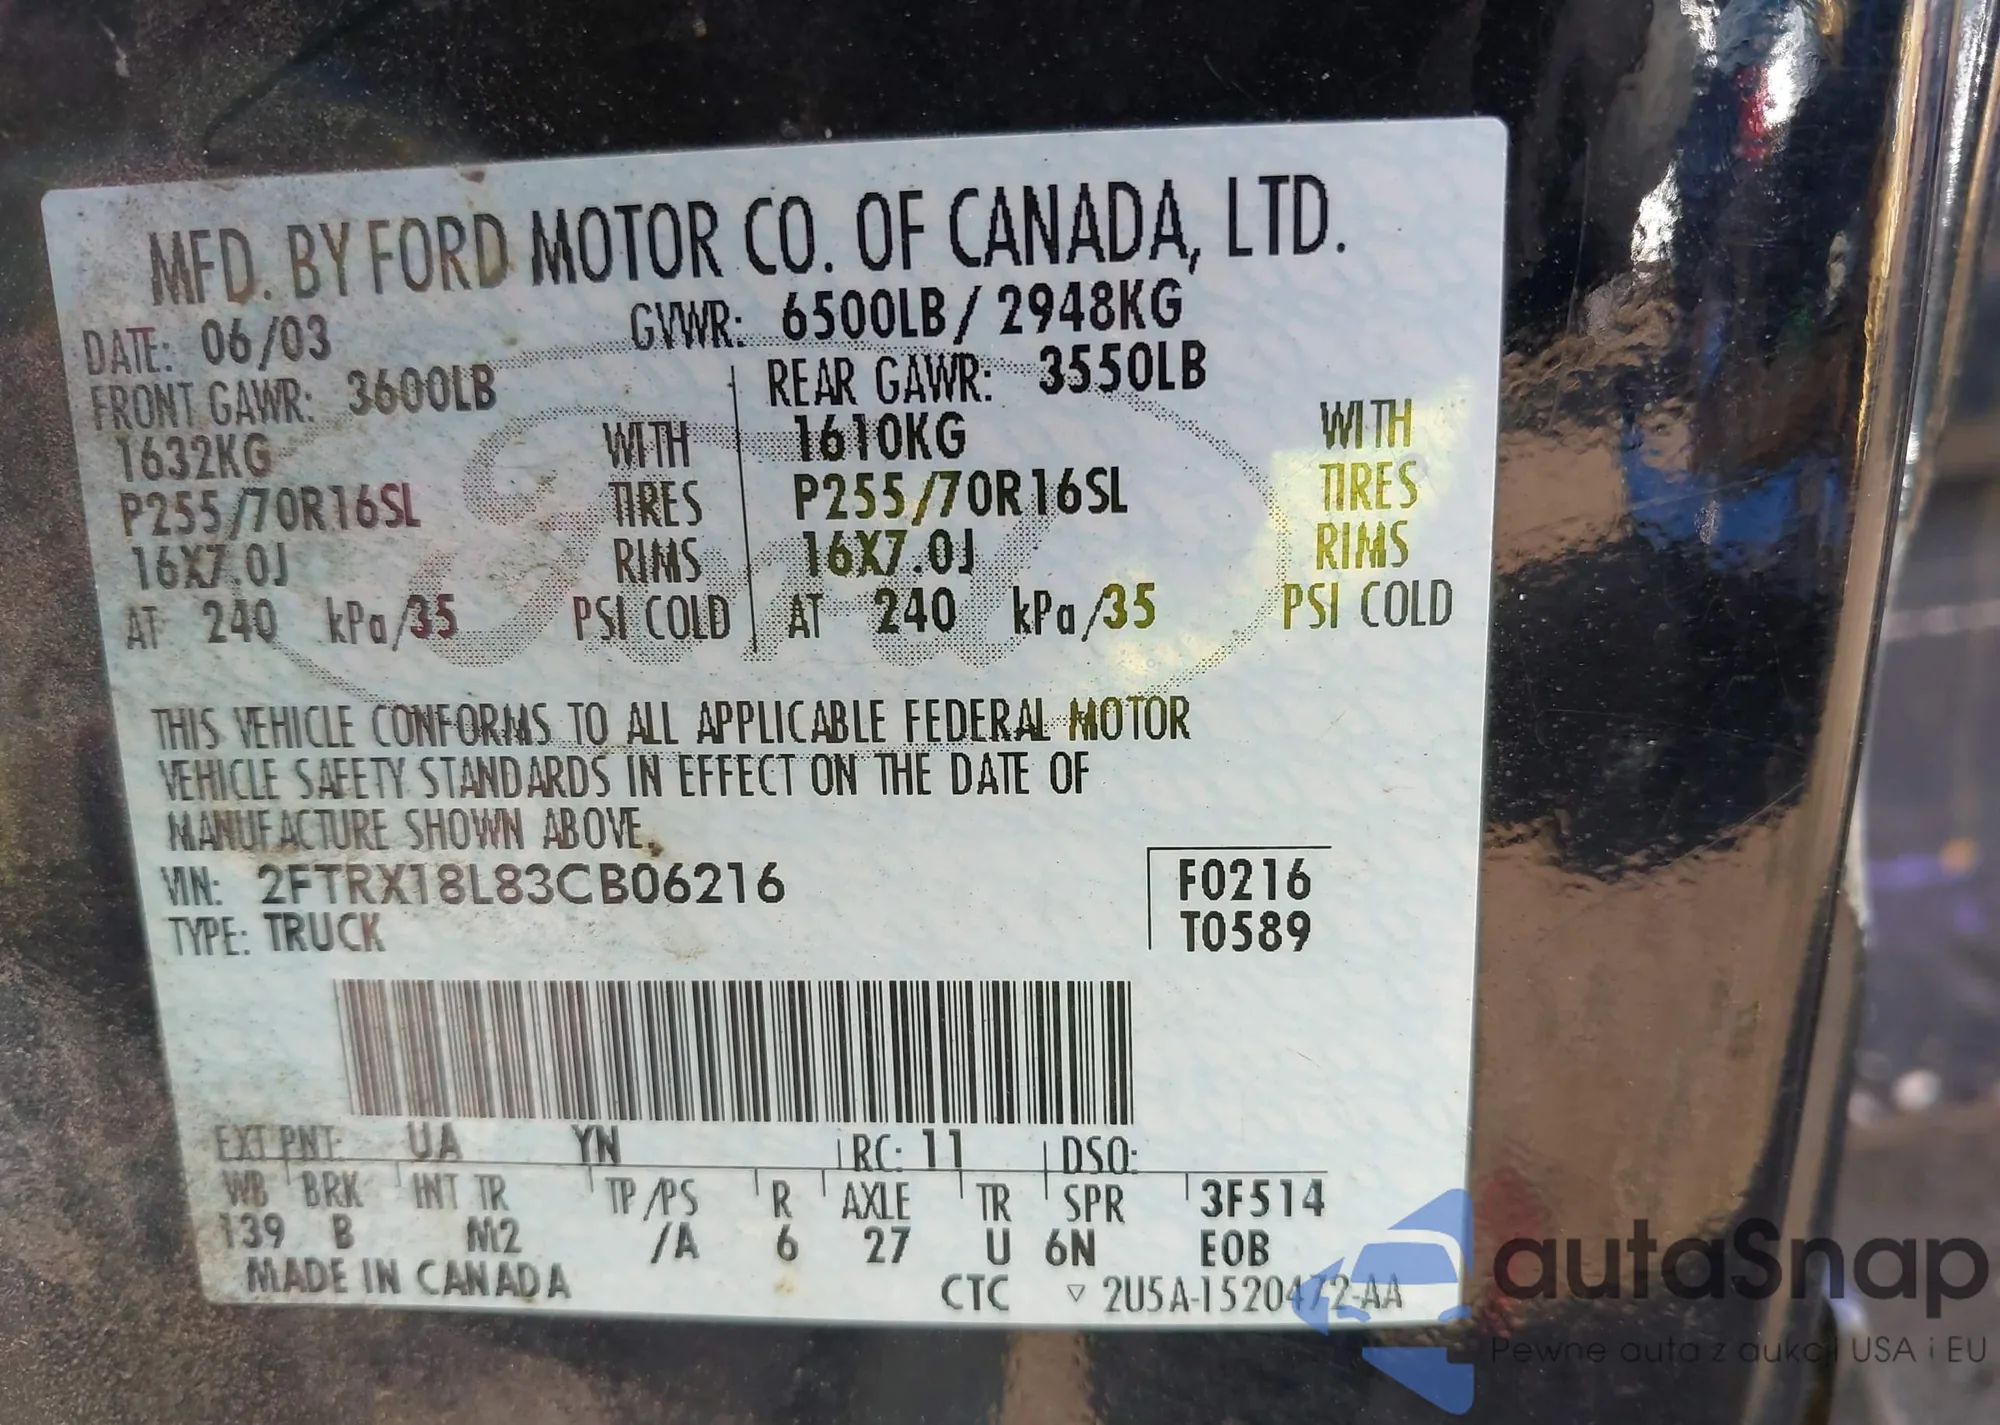 MFD. BY FORD MOTOR CO. OF CANADA, LTD.
DATE: 06/03 GVWR: 6500LB / 2948KG
FRONT GAWR: 3600LB REAR GAWR: 3550LB
1632KG WITH 1610KG WITH
P255/70R16SL TIRES P255/70R16SL TIRES
16X7.0J RIMS 16X7.0J RIMS
AT 240 kPa/35 PSI COLD AT 240 kPa/35 PSI COLD
THIS VEHICLE CONFORMS TO ALL APPLICABLE FEDERAL MOTOR
VEHICLE SAFETY STANDARDS IN EFFECT ON THE DATE OF
MANUFACTURE SHOWN ABOVE.
VIN: 2FTRX18L83CB06216 F0216
TYPE: TRUCK T0589
EXT PNT: UA YN RC: 11 DSO:
WB BRK INT TR TP/PS R AXLE TR SPR 3F514
139 B M2 /A 6 27 U 6N EOB
MADE IN CANADA CTC ▽ 2U5A-1520472-AA
autaSnap
Pewne auta z aukcji USA i EU